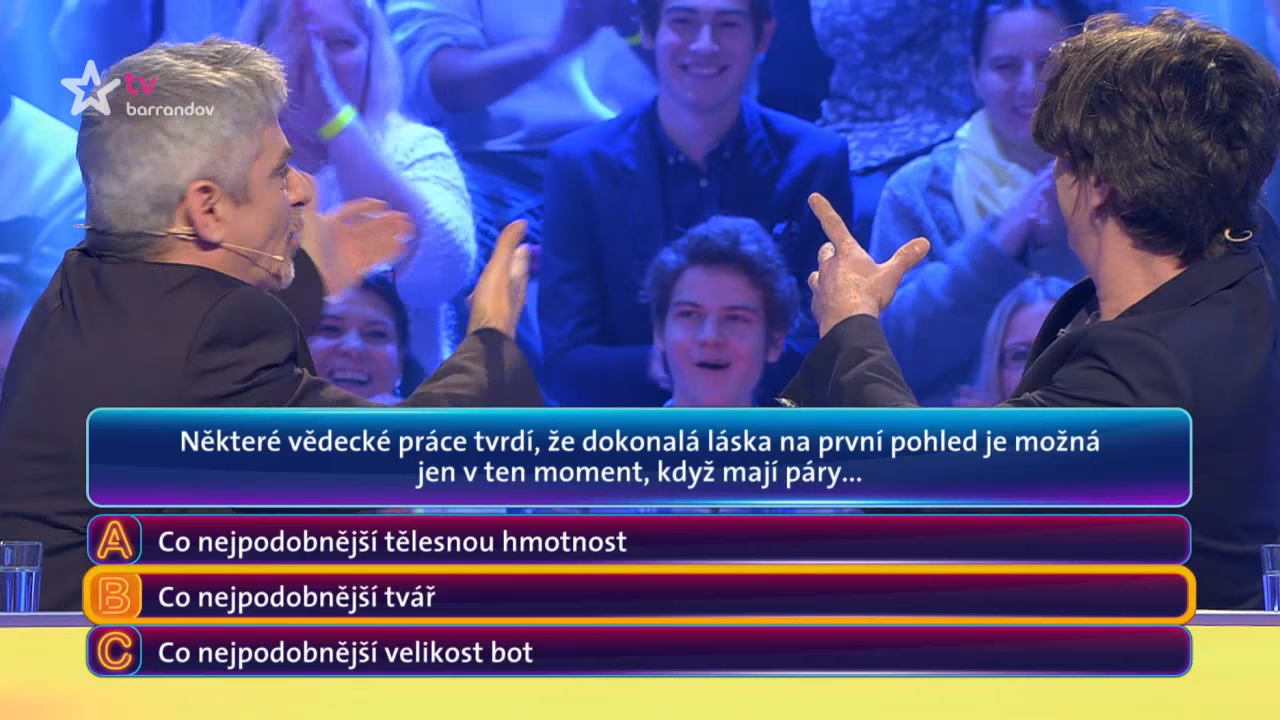 tv
barrandov
Některé vědecké práce tvrdí, že dokonalá láska na první pohled je možná
jen v ten moment, když mají páry...
A Co nejpodobnější tělesnou hmotnost
B Co nejpodobnější tvář
C Co nejpodobnější velikost bot